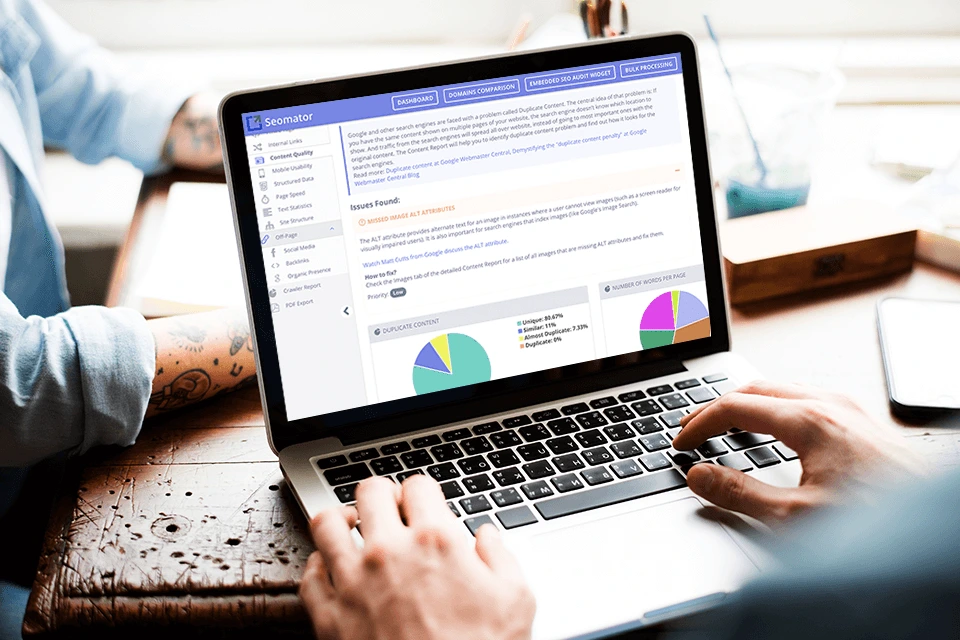 Seomator
DASHBOARD
DOMAINS COMPARISON
EMBEDDED SEO AUDIT WIDGET
BULK PROCESSING
Internal Links
Content Quality
Mobile Usability
Structured Data
Page Speed
Text Statistics
Site Structure
Off-Page
Social Media
Backlinks
Organic Presence
Crawler Report
PDF Export
Google and other search engines are faced with a problem called Duplicate Content. The central idea of that problem is: if
you have the same content shown on multiple pages of your website, the search engine doesn't know which location to
show. And traffic from the search engines will spread all over website, instead of going to most important ones with the
original content. The Content Report will help you to identify duplicate content problem and find out how it looks for the
search engines.
Read more: Duplicate content at Google Webmaster Central, Demystifying the "duplicate content penalty" at Google
Webmaster Central Blog
Issues Found:
MISSED IMAGE ALT ATTRIBUTES
The ALT attribute provides alternate text for an image in instances where a user cannot view images (such as a screen reader for
visually impaired users). It is also important for search engines that index images (like Google's Image Search).
Watch Matt Cutts from Google discuss the ALT attribute.
How to fix?
Check the Images tab of the detailed Content Report for a list of all images that are missing ALT attributes and fix them.
Priority: Low
DUPLICATE CONTENT
Unique: 80.67%
Similar: 11%
Almost Duplicate: 7.33%
Duplicate: 0%
NUMBER OF WORDS PER PAGE